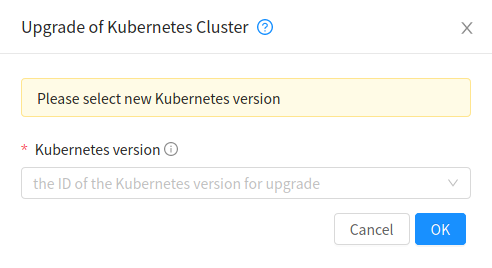 Upgrade of Kubernetes Cluster
Please select new Kubernetes version
* Kubernetes version
the ID of the Kubernetes version for upgrade
Cancel OK